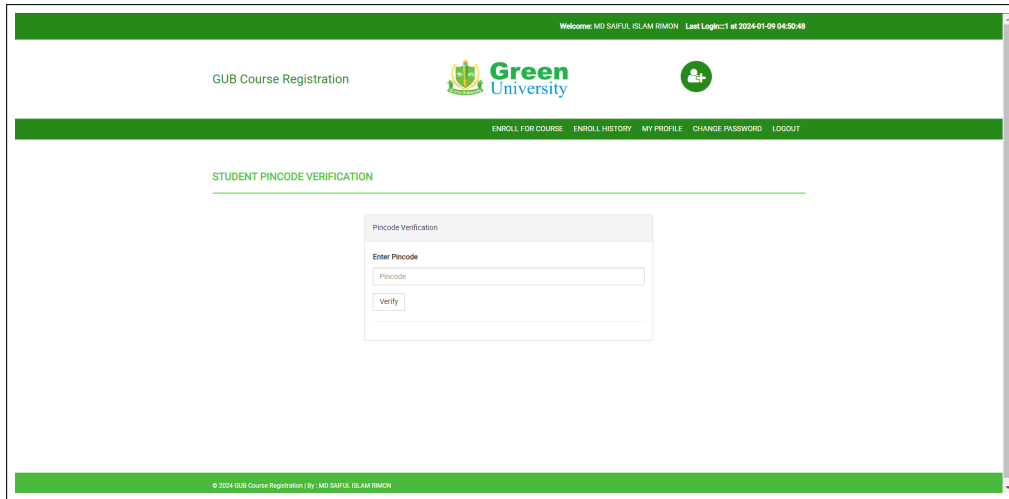 Welcome: MD SAIFUL ISLAM RIMON Last Login:::1 at 2024-01-09 04:50:48
GUB Course Registration
Green
University
ENROLL FOR COURSE ENROLL HISTORY MY PROFILE CHANGE PASSWORD LOGOUT
STUDENT PINCODE VERIFICATION
Pincode Verification
Enter Pincode
Pincode
Verify
© 2024 GUB Course Registration | By : MD SAIFUL ISLAM RIMON